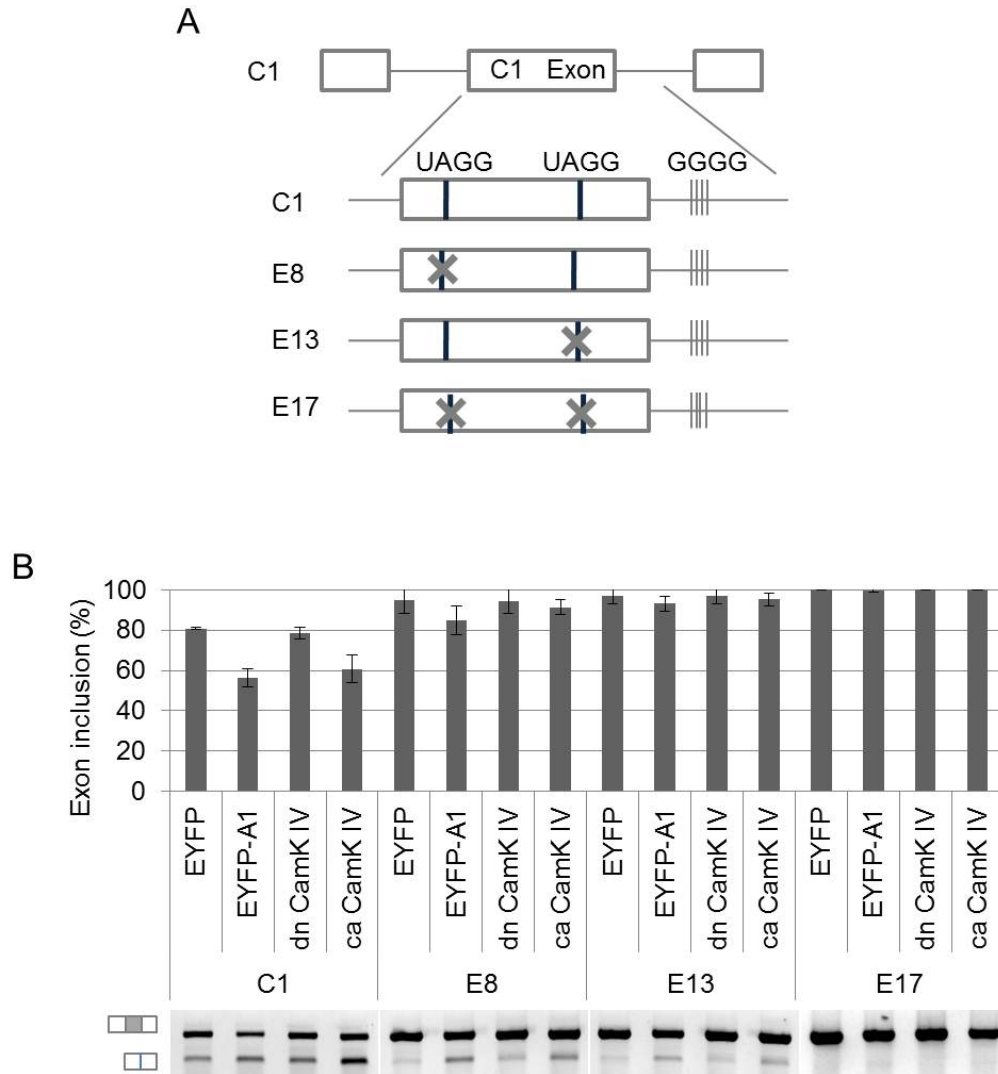 A
C1
C1 Exon
UAGG UAGG GGGG
C1
E8
E13
E17
B
Exon inclusion (%)
100
80
60
40
20
0
EYFP
EYFP-A1
dn CamK IV
ca CamK IV
EYFP
EYFP-A1
dn CamK IV
ca CamK IV
EYFP
EYFP-A1
dn CamK IV
ca CamK IV
EYFP
EYFP-A1
dn CamK IV
ca CamK IV
C1 E8 E13 E17